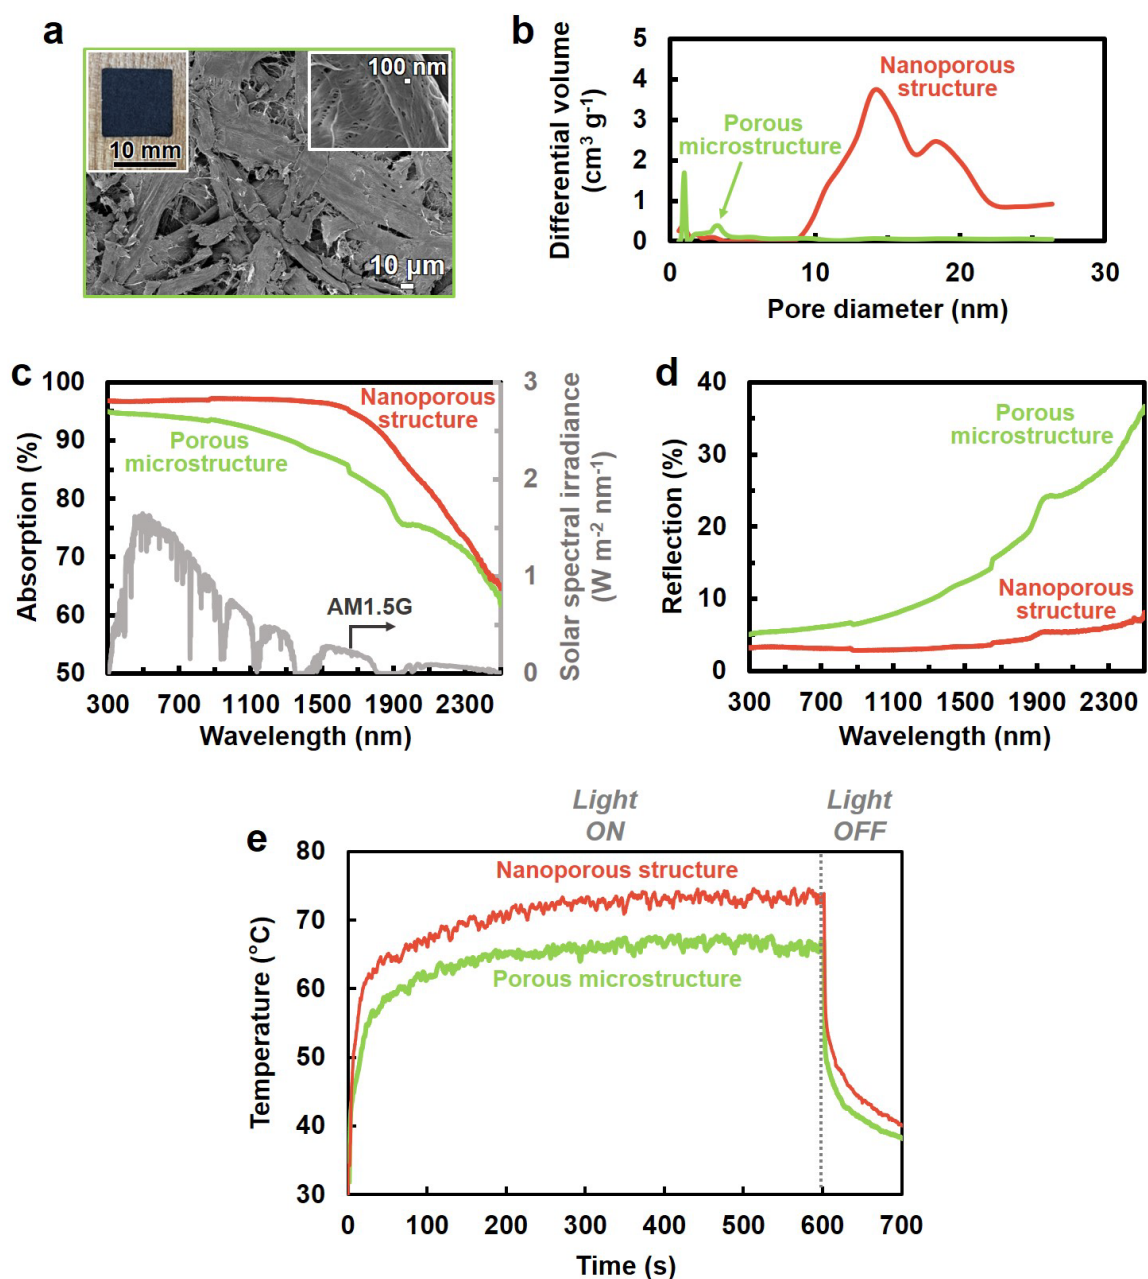 a
10 mm
100 nm
10 µm
b
Differential volume
(cm³ g⁻¹)
5
4
3
2
1
0
Nanoporous
structure
Porous
microstructure
0
10
20
30
Pore diameter (nm)
c
Absorption (%)
100
90
80
70
60
50
Nanoporous
structure
Porous
microstructure
AM1.5G
3
2
1
0
Solar spectral irradiance
(W m⁻² nm⁻¹)
300
700
1100
1500
1900
2300
Wavelength (nm)
d
Reflection (%)
40
30
20
10
0
Porous
microstructure
Nanoporous
structure
300
700
1100
1500
1900
2300
Wavelength (nm)
e
Light
ON
Light
OFF
Temperature (°C)
80
70
60
50
40
30
Nanoporous structure
Porous microstructure
0
100
200
300
400
500
600
700
Time (s)